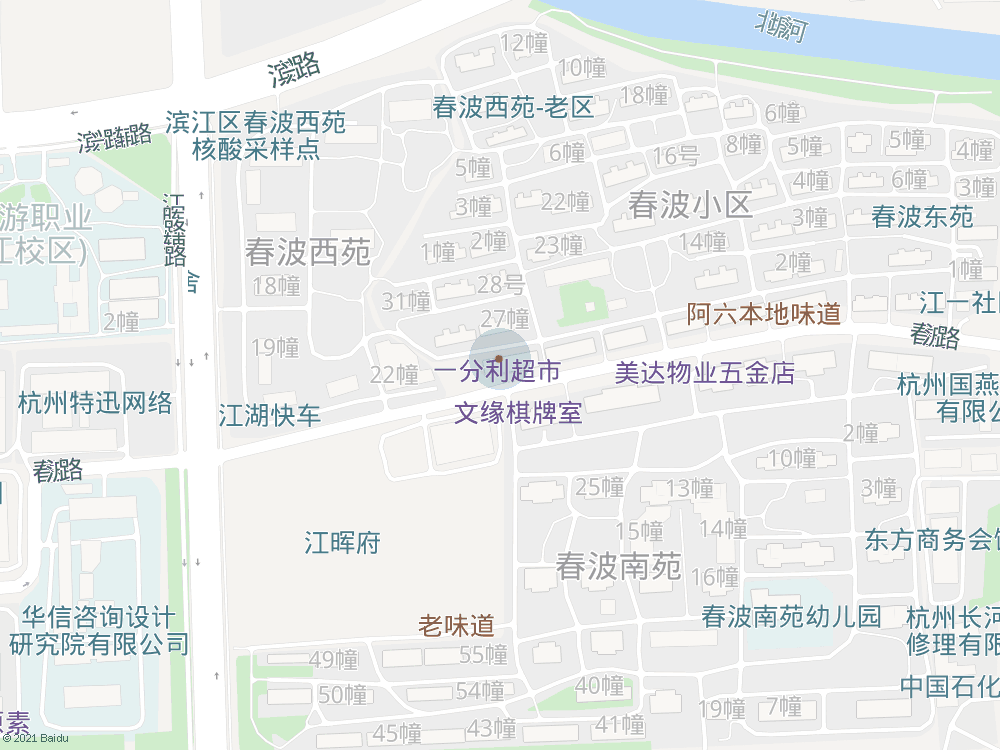 北塘河
12幢
滨路
10幢
18幢
春波西苑-老区
滨江区春波西苑
核酸采样点
6幢
8幢
5幢
5幢
4幢
16号
5幢
4幢
6幢
3幢
江晖路
3幢
22幢
春波小区
3幢
春波东苑
游职业
江校区)
春波西苑
1幢
2幢
23幢
14幢
2幢
1幢
舍
18幢
31幢
28号
江一社
2幢
27幢
阿六本地味道
春波路
19幢
22幢
一分利超市
美达物业五金店
杭州国燕
有限公
杭州特迅网络
江湖快车
文缘棋牌室
2幢
春波路
10幢
25幢
13幢
3幢
15幢
14幢
江晖府
东方商务会
春波南苑
16幢
华信咨询设计
研究院有限公司
春波南苑幼儿园
杭州长河
修理有限
老味道
49幢
55幢
中国石化
50幢
54幢
40幢
19幢
7幢
素
45幢
43幢
41幢
© 2021 Baidu